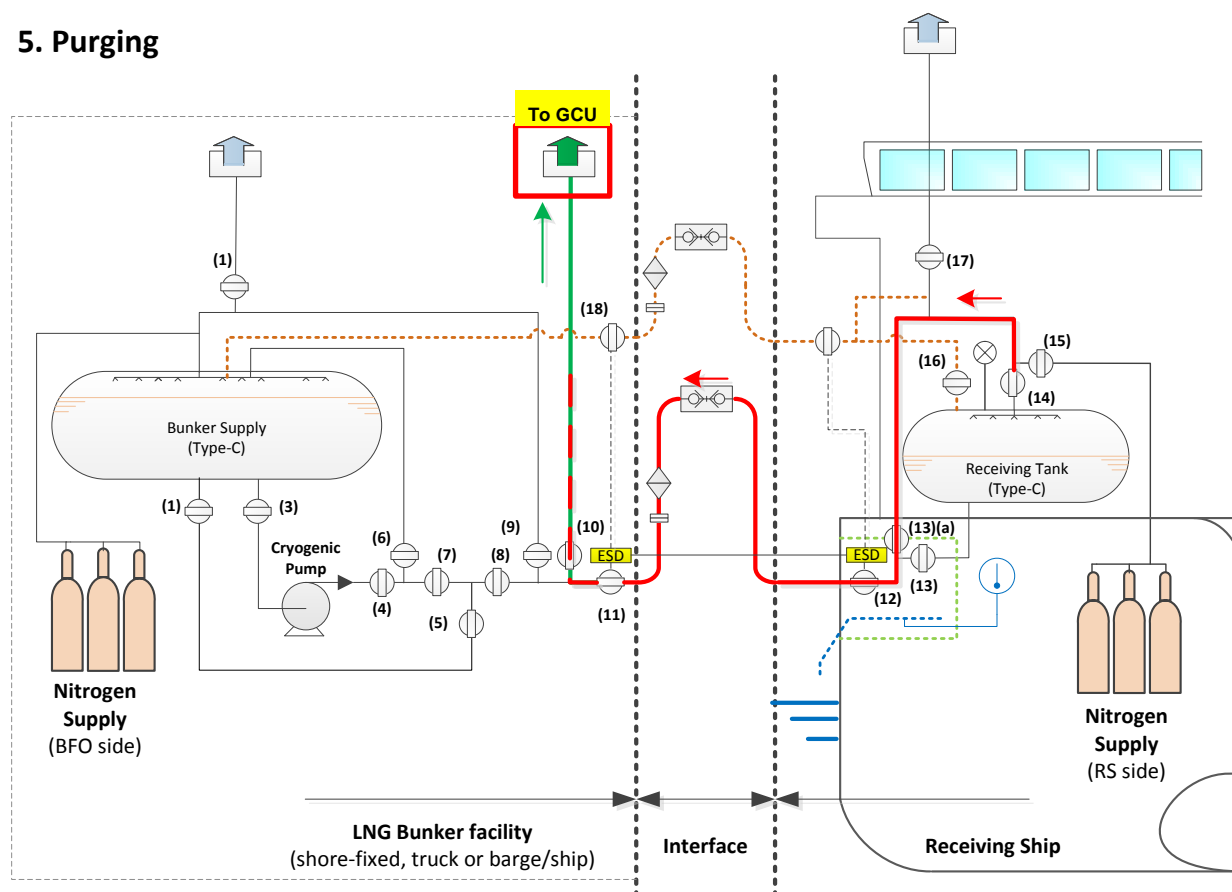 5. Purging
To GCU
(1)
(17)
(18)
(15)
(16)
(14)
Bunker Supply
(Type-C)
Receiving Tank
(Type-C)
(1)
(3)
(13)(a)
(9)
(10)
(6)
(7)
(8)
ESD
ESD
Cryogenic
Pump
(4)
(5)
(11)
(12)
(13)
Nitrogen
Supply
(BFO side)
Nitrogen
Supply
(RS side)
LNG Bunker facility
(shore-fixed, truck or barge/ship)
Interface
Receiving Ship